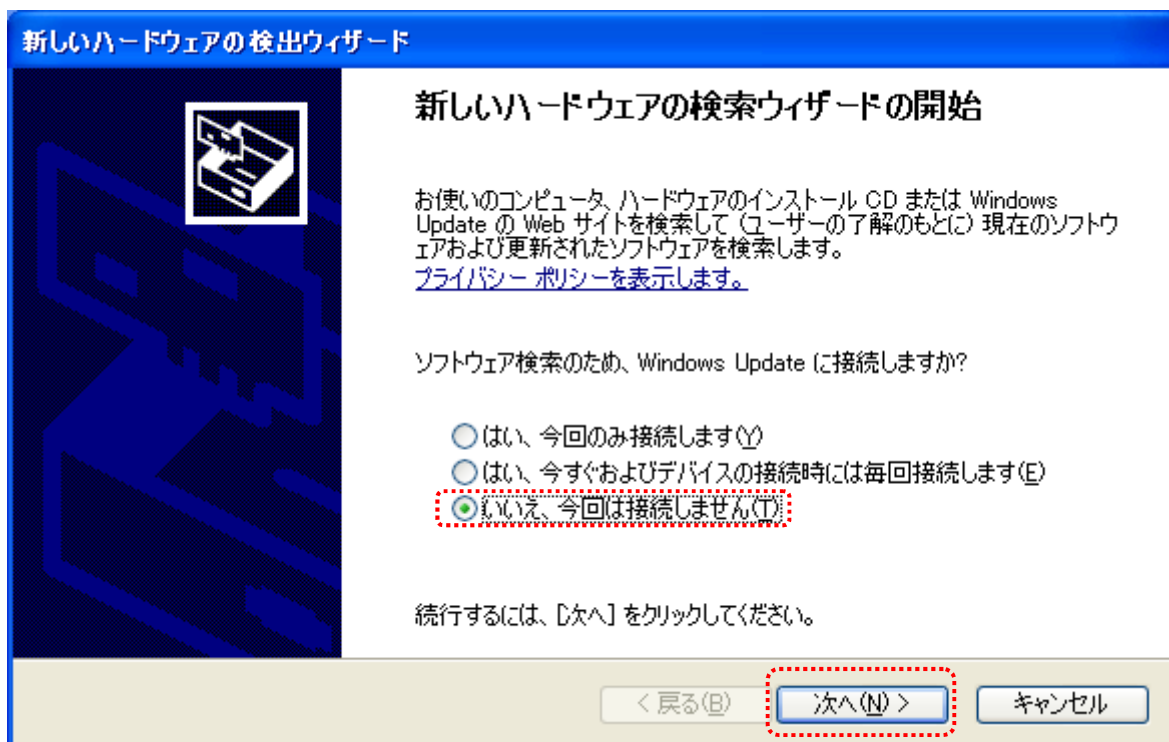 新しいハードウェアの検出ウィザード
新しいハードウェアの検索ウィザードの開始
お使いのコンピュータ、ハードウェアのインストール CD または Windows
Update の Web サイトを検索して (ユーザーの了解のもとに) 現在のソフトウ
ェアおよび更新されたソフトウェアを検索します。
プライバシー ポリシーを表示します。
ソフトウェア検索のため、Windows Update に接続しますか?
はい、今回のみ接続します(Y)
はい、今すぐおよびデバイスの接続時には毎回接続します(E)
いいえ、今回は接続しません(T)
続行するには、[次へ] をクリックしてください。
< 戻る(B) 次へ(N) > キャンセル